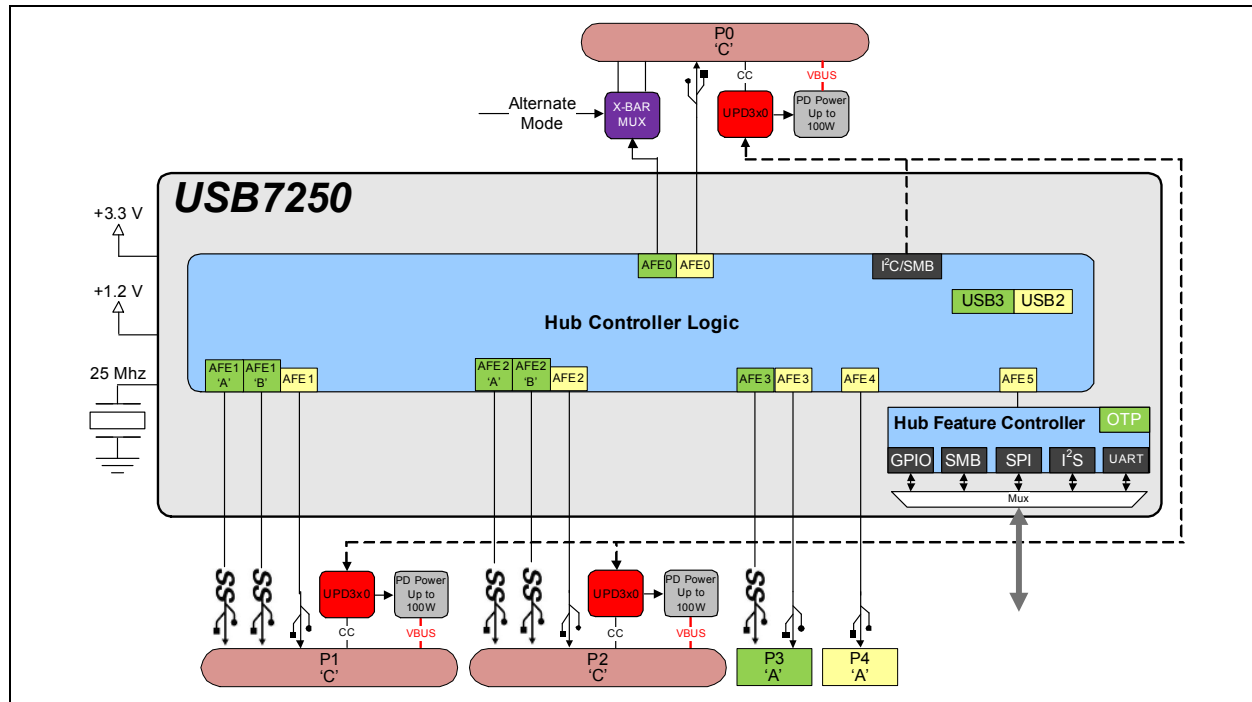 P0
'C'
CC
VBUS
Alternate
Mode
X-BAR
MUX
UPD3x0
PD Power
Up to
100W
USB7250
+3.3 V
+1.2 V
25 Mhz
AFE0
AFE0
I²C/SMB
USB3
USB2
Hub Controller Logic
AFE1
'A'
AFE1
'B'
AFE1
AFE2
'A'
AFE2
'B'
AFE2
AFE3
AFE3
AFE4
AFE5
Hub Feature Controller
OTP
GPIO
SMB
SPI
I²S
UART
Mux
SS
SS
UPD3x0
PD Power
Up to
100W
CC
VBUS
SS
SS
UPD3x0
PD Power
Up to
100W
CC
VBUS
SS
P1
'C'
P2
'C'
P3
'A'
P4
'A'